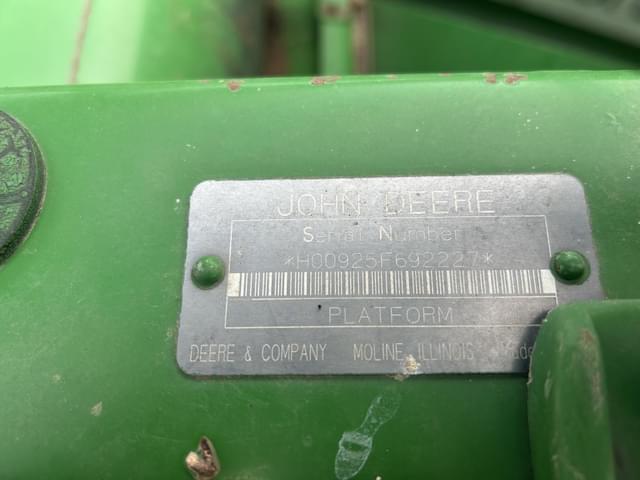 JOHN DEERE
Serial Number
*H00925F692227*
PLATFORM
DEERE & COMPANY MOLINE, ILLINOIS